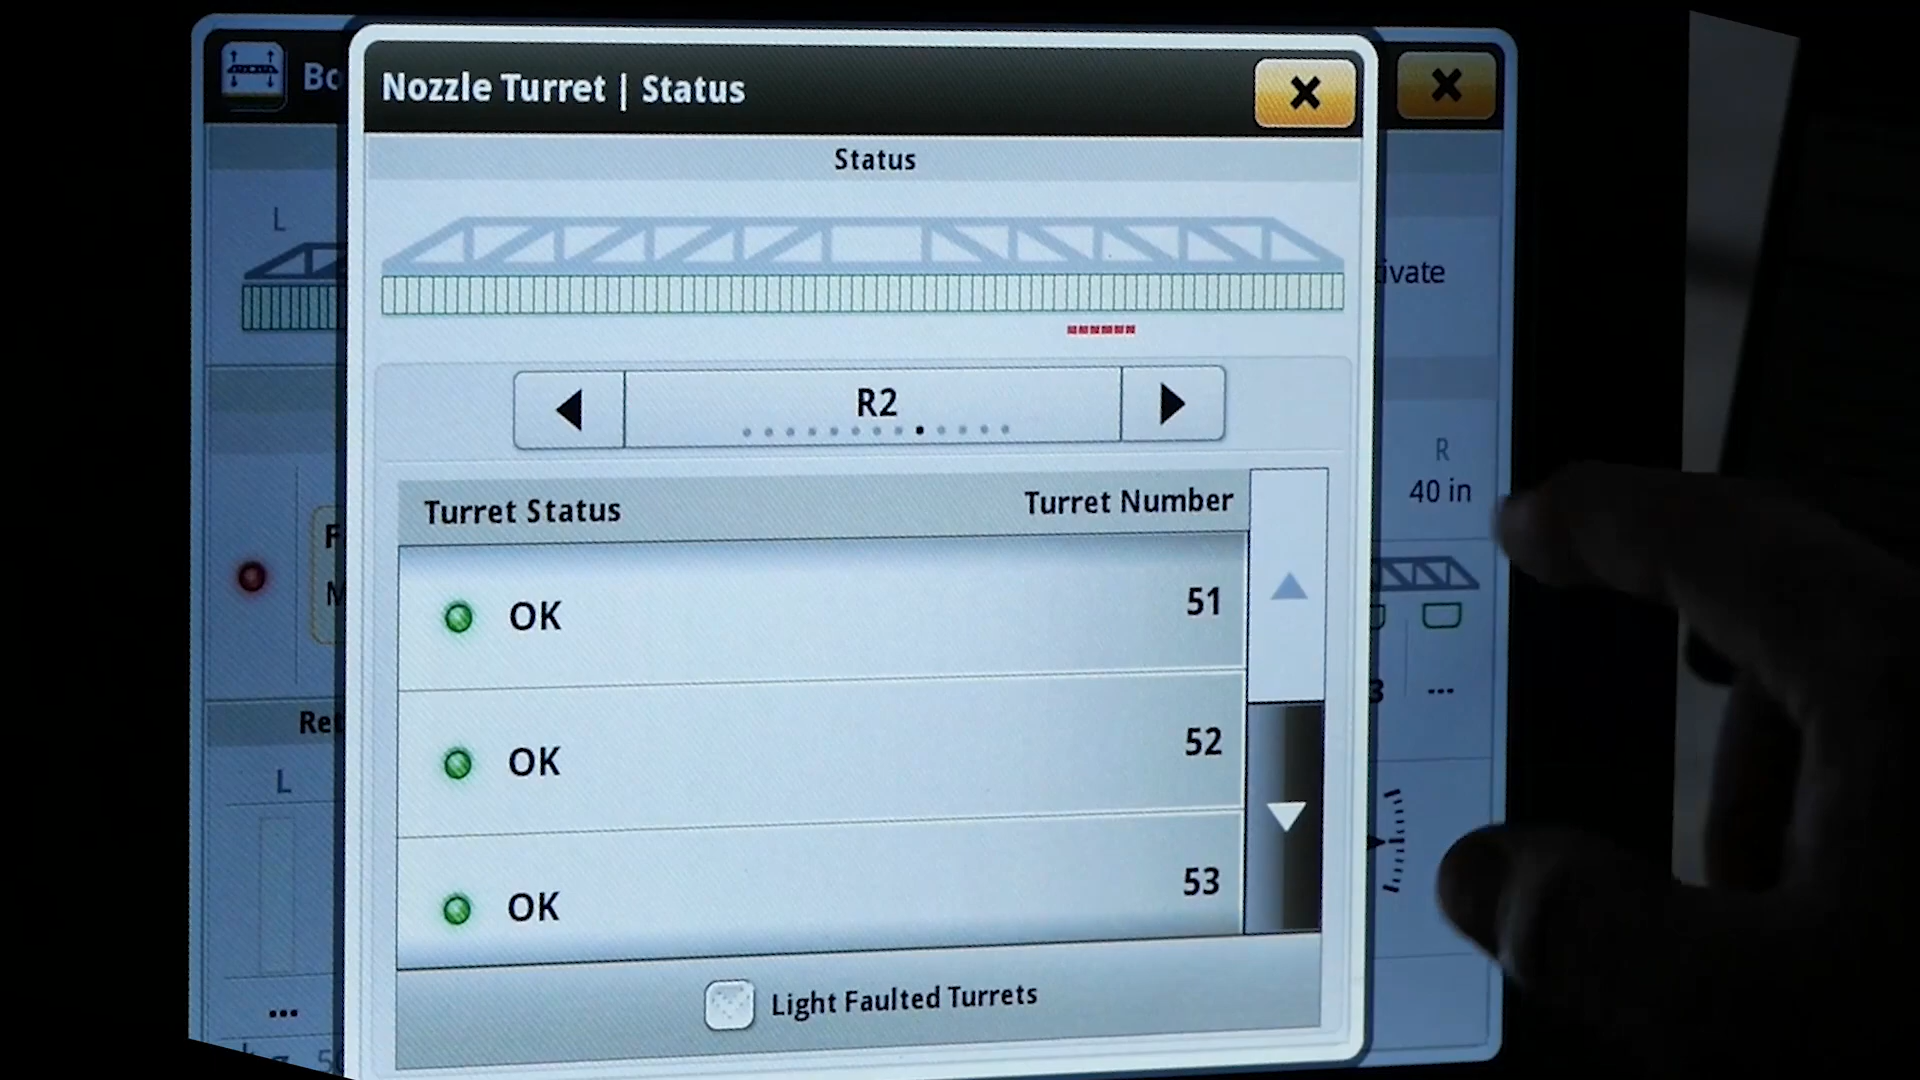 Nozzle Turret | Status
Status
L
R2
R
40 in
Turret Status
Turret Number
OK
51
OK
52
OK
53
L
Light Faulted Turrets
...
...